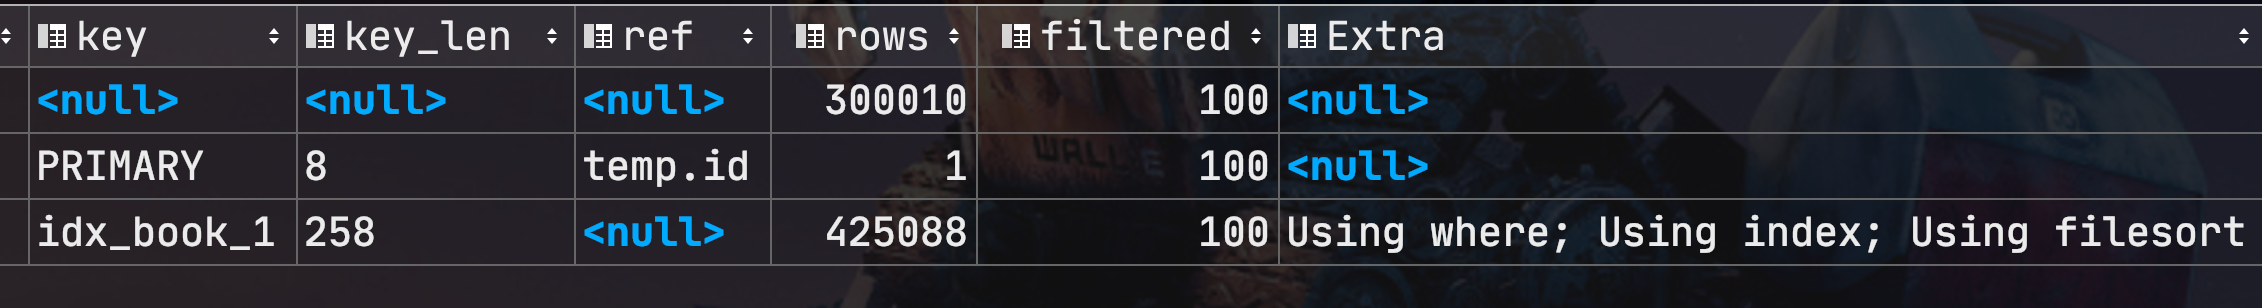 key key_len ref rows filtered Extra
<null> <null> <null> 300010 100 <null>
PRIMARY 8 temp.id 1 100 <null>
idx_book_1 258 <null> 425088 100 Using where; Using index; Using filesort
WALL E